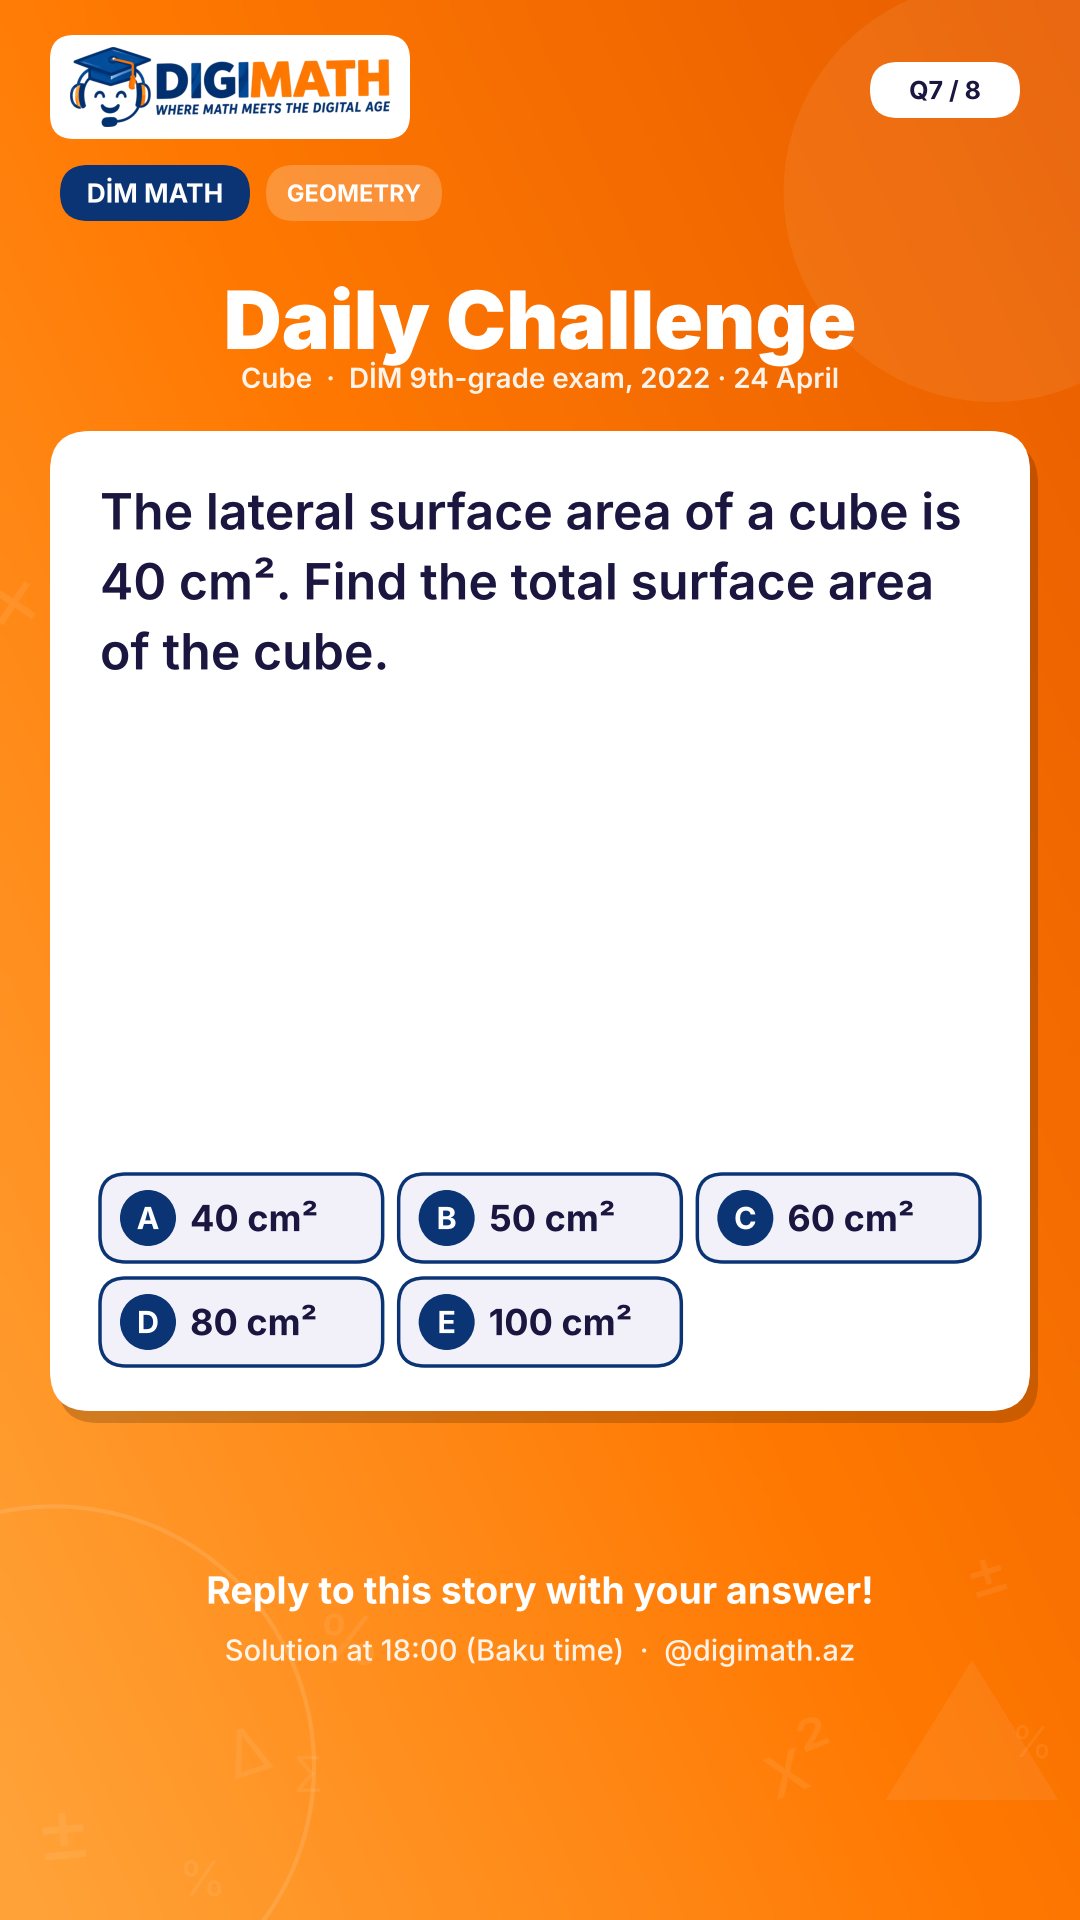 DIGIMATH
WHERE MATH MEETS THE DIGITAL AGE
Q7 / 8
DİM MATH
GEOMETRY
Daily Challenge
Cube · DİM 9th-grade exam, 2022 · 24 April
The lateral surface area of a cube is
40 cm². Find the total surface area
of the cube.
A 40 cm²
B 50 cm²
C 60 cm²
D 80 cm²
E 100 cm²
Reply to this story with your answer!
Solution at 18:00 (Baku time) · @digimath.az
×
±
%
Δ
Σ
x²
%
±
%